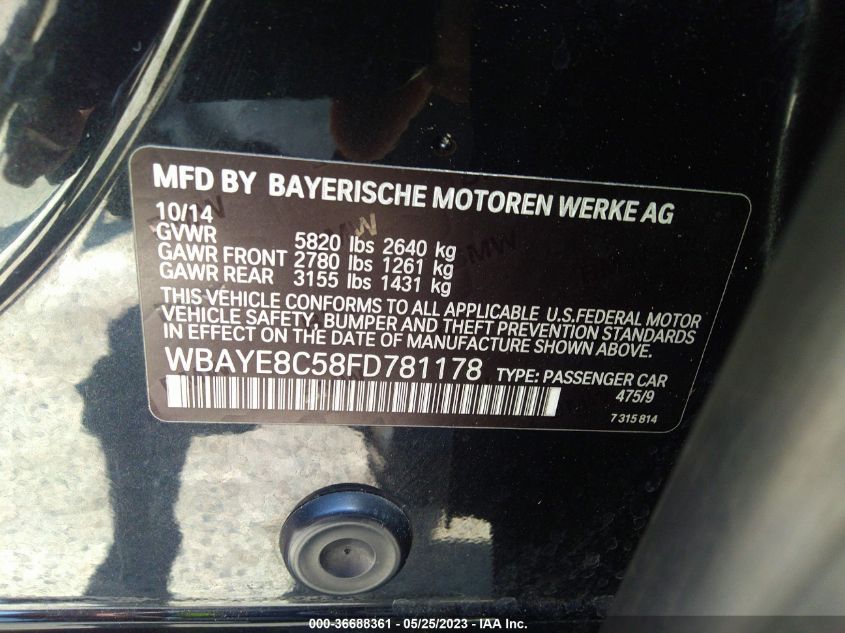 MFD BY BAYERISCHE MOTOREN WERKE AG
10/14
GVWR 5820 lbs 2640 kg
GAWR FRONT 2780 lbs 1261 kg
GAWR REAR 3155 lbs 1431 kg
THIS VEHICLE CONFORMS TO ALL APPLICABLE U.S.FEDERAL MOTOR
VEHICLE SAFETY, BUMPER AND THEFT PREVENTION STANDARDS
IN EFFECT ON THE DATE OF MANUFACTURE SHOWN ABOVE.
WBAYE8C58FD781178 TYPE: PASSENGER CAR
475/9
7 315 814
000-36688361 - 05/25/2023 - IAA Inc.